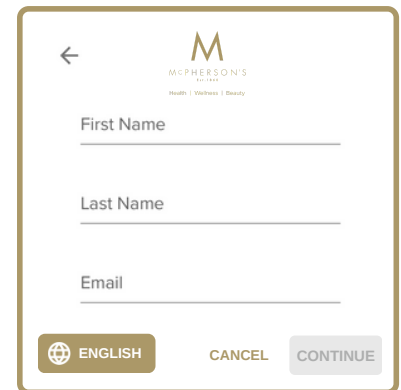 M
McPHERSON'S
Health | Wellness | Beauty
First Name
Last Name
Email
ENGLISH
CANCEL
CONTINUE